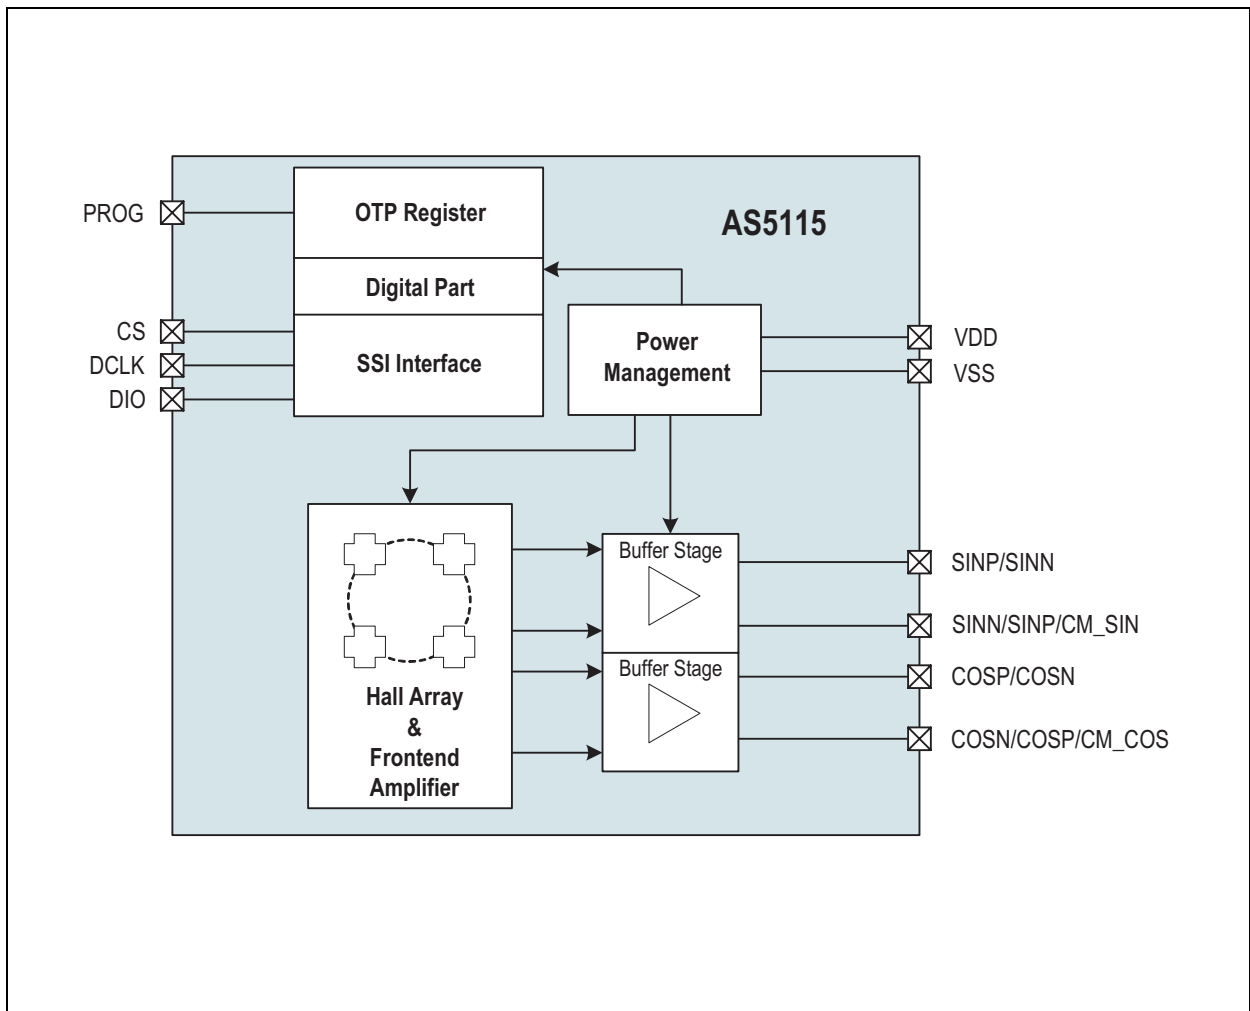 AS5115
PROG
OTP Register
Digital Part
CS
DCLK
DIO
SSI Interface
Power
Management
VDD
VSS
Hall Array
&
Frontend
Amplifier
Buffer Stage
Buffer Stage
SINP/SINN
SINN/SINP/CM_SIN
COSP/COSN
COSN/COSP/CM_COS